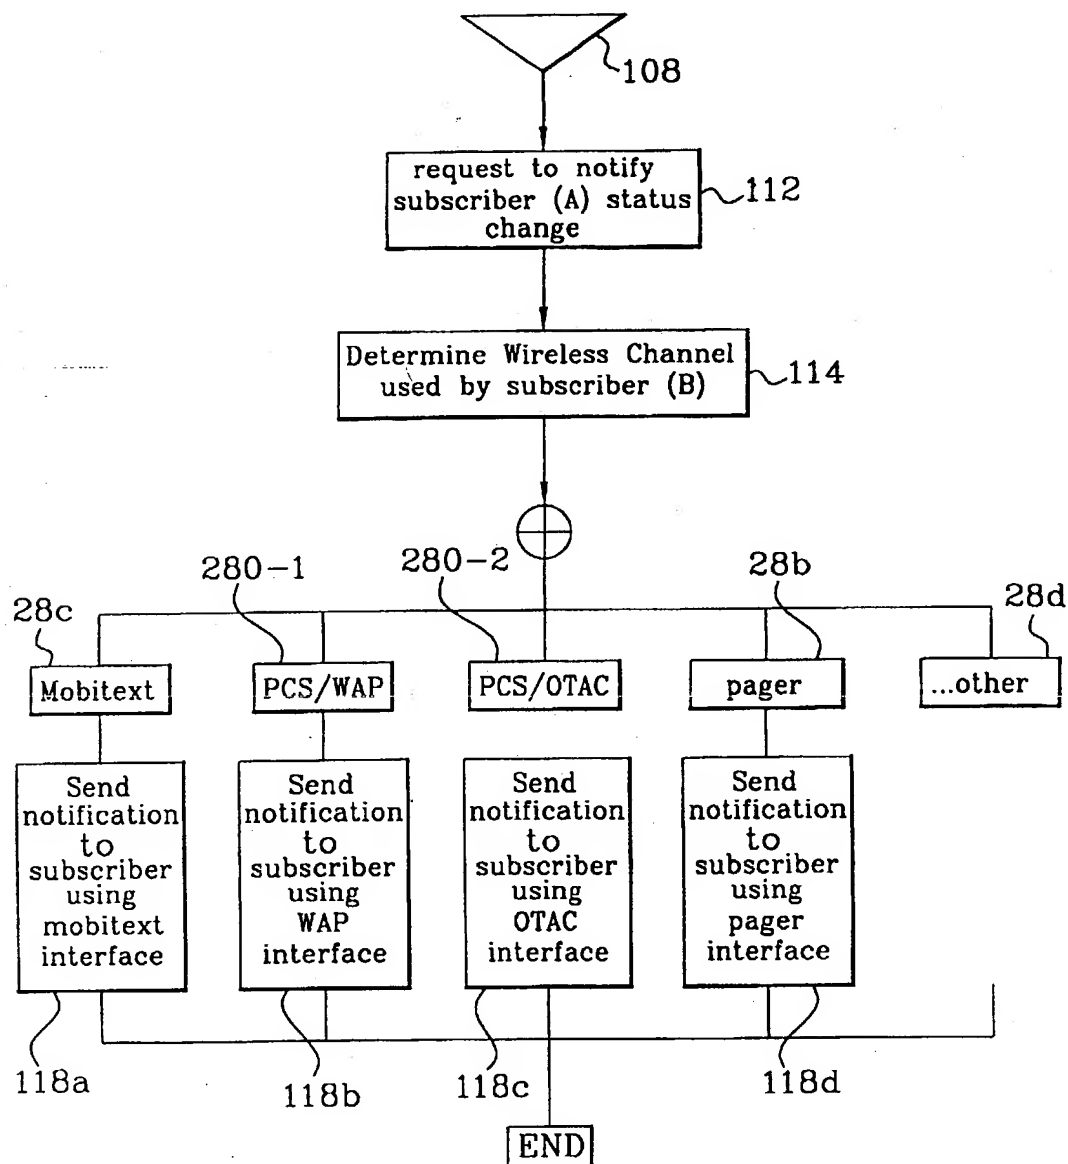 108
request to notify
subscriber (A) status
change
112
Determine Wireless Channel
used by subscriber (B)
114
280-1
280-2
28b
28c
28d
Mobitext
PCS/WAP
PCS/OTAC
pager
...other
Send
notification
to
subscriber
using
mobitext
interface
Send
notification
to
subscriber
using
WAP
interface
Send
notification
to
subscriber
using
OTAC
interface
Send
notification
to
subscriber
using
pager
interface
118a
118b
118c
118d
END